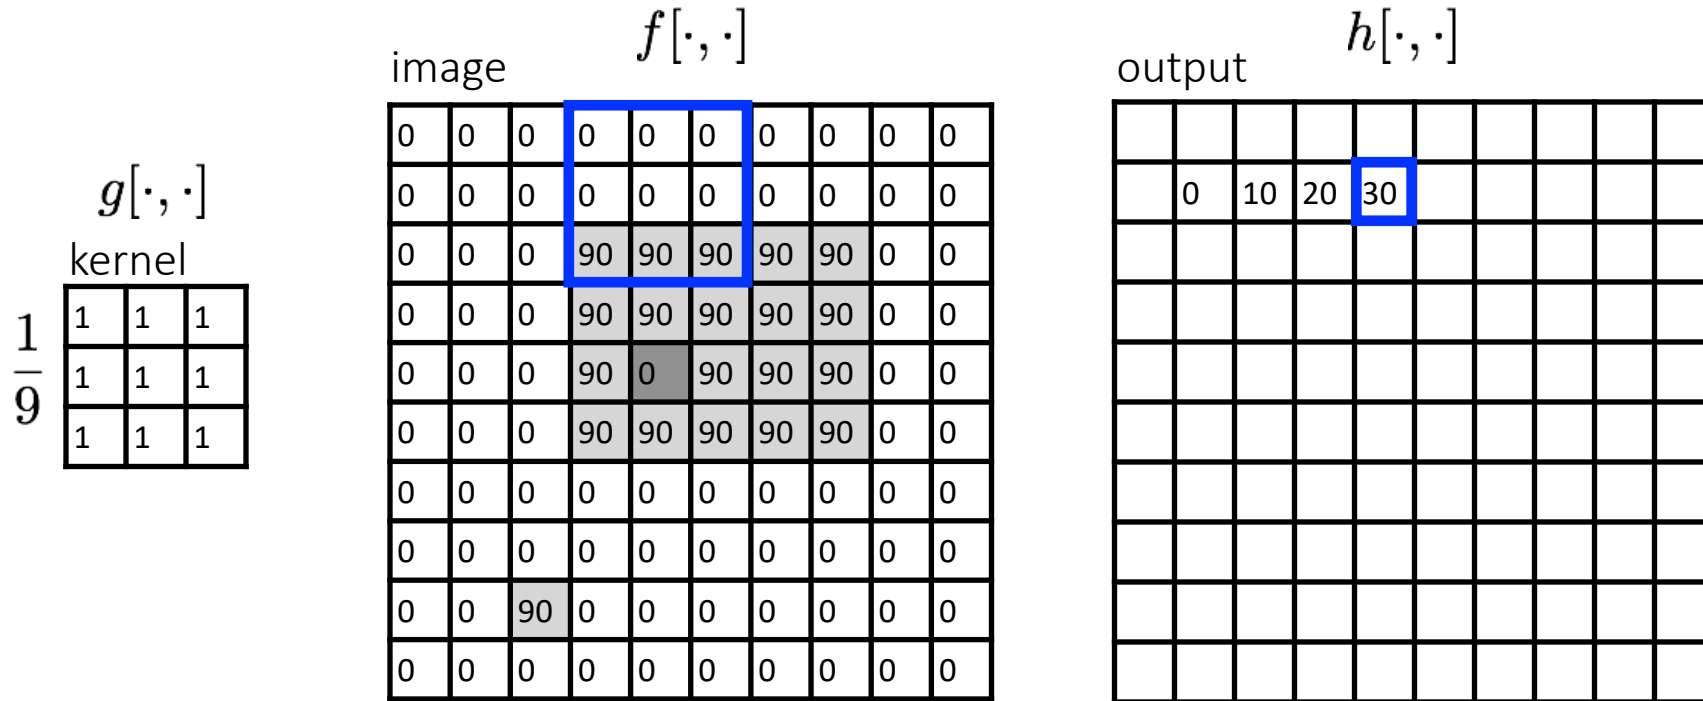 f[·, ·]
h[·, ·]
image
output
g[·, ·]
kernel
1/9
1 1 1
1 1 1
1 1 1
0 0 0 0 0 0 0 0 0 0
0 0 0 0 0 0 0 0 0 0
0 0 0 90 90 90 90 90 0 0
0 0 0 90 90 90 90 90 0 0
0 0 0 90 0 90 90 90 0 0
0 0 0 90 90 90 90 90 0 0
0 0 0 0 0 0 0 0 0 0
0 0 0 0 0 0 0 0 0 0
0 0 90 0 0 0 0 0 0 0
0 0 0 0 0 0 0 0 0 0
0 10 20 30